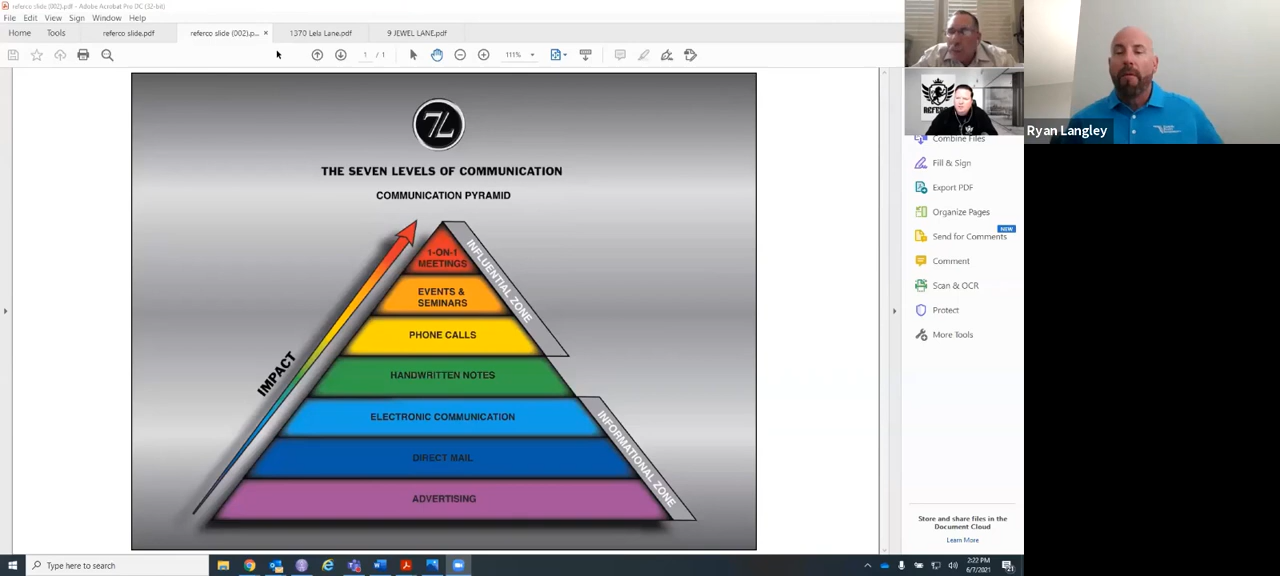 referco slide (002).pdf - Adobe Acrobat Pro DC (32-bit)
File Edit View Sign Window Help
Home Tools referco slide.pdf referco slide (002).p... × 1370 Lela Lane.pdf 9 JEWEL LANE.pdf
1 / 1 111%
7L
THE SEVEN LEVELS OF COMMUNICATION
COMMUNICATION PYRAMID
1-ON-1
MEETINGS
EVENTS &
SEMINARS
PHONE CALLS
HANDWRITTEN NOTES
ELECTRONIC COMMUNICATION
DIRECT MAIL
ADVERTISING
IMPACT
INFLUENTIAL ZONE
INFORMATIONAL ZONE
Ryan Langley
Combine Files
Fill & Sign
Export PDF
Organize Pages
NEW
Send for Comments
Comment
Scan & OCR
Protect
More Tools
Store and share files in the
Document Cloud
Learn More
Type here to search
2:22 PM
6/7/2021
21